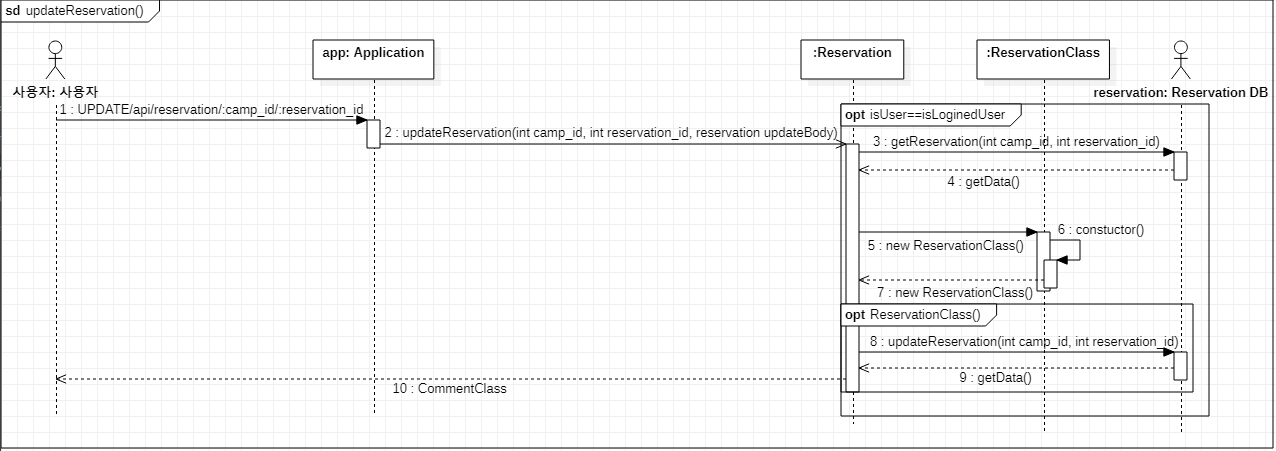 sd updateReservation()
app: Application
:Reservation
:ReservationClass
사용자: 사용자
reservation: Reservation DB
1 : UPDATE/api/reservation/:camp_id/:reservation_id
opt isUser==isLoginedUser
2 : updateReservation(int camp_id, int reservation_id, reservation updateBody)
3 : getReservation(int camp_id, int reservation_id)
4 : getData()
6 : constuctor()
5 : new ReservationClass()
7 : new ReservationClass()
opt ReservationClass()
8 : updateReservation(int camp_id, int reservation_id)
9 : getData()
10 : CommentClass